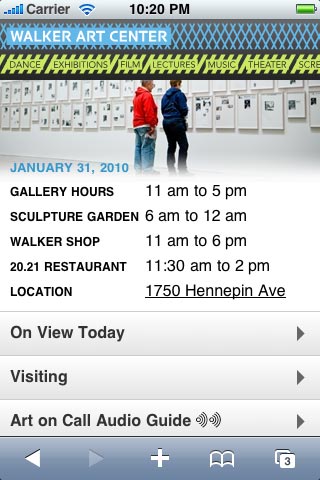 Carrier 10:20 PM
WALKER ART CENTER
DANCE EXHIBITIONS FILM LECTURES MUSIC THEATER SCRE
JANUARY 31, 2010
GALLERY HOURS 11 am to 5 pm
SCULPTURE GARDEN 6 am to 12 am
WALKER SHOP 11 am to 6 pm
20.21 RESTAURANT 11:30 am to 2 pm
LOCATION 1750 Hennepin Ave
On View Today
Visiting
Art on Call Audio Guide
3